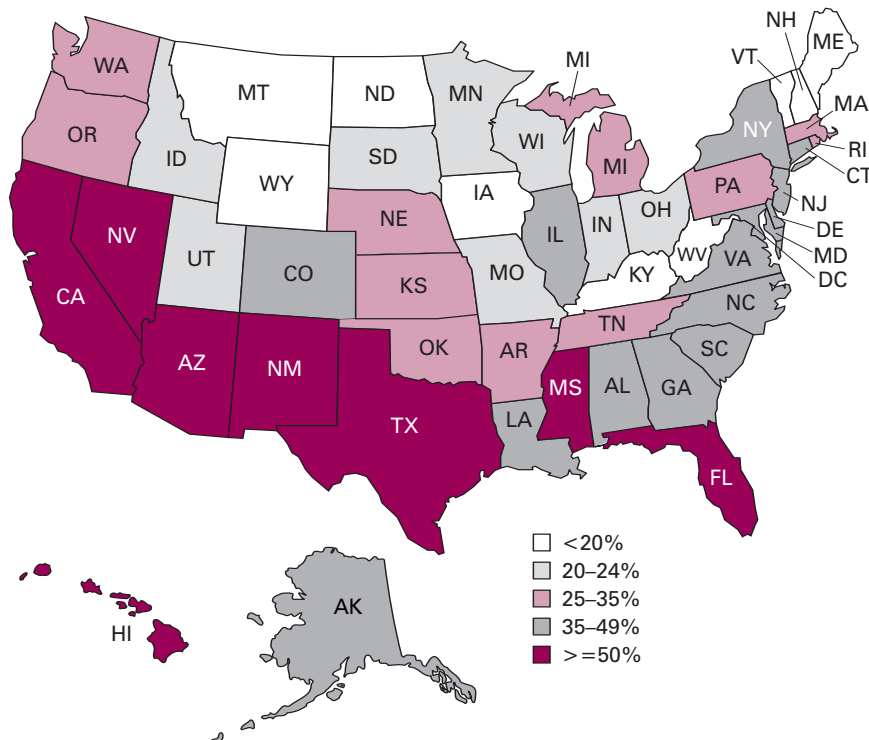 NH
ME
VT
WA
MT
ND
MN
MI
MA
OR
ID
SD
WI
NY
RI
CT
WY
MI
PA
IA
NE
NJ
OH
IN
IL
DE
NV
UT
CO
MO
WV
VA
MD
KY
DC
CA
KS
NC
TN
OK
AR
SC
AZ
NM
MS
AL
GA
TX
LA
FL
<20%
20–24%
25–35%
AK
HI
35–49%
>=50%